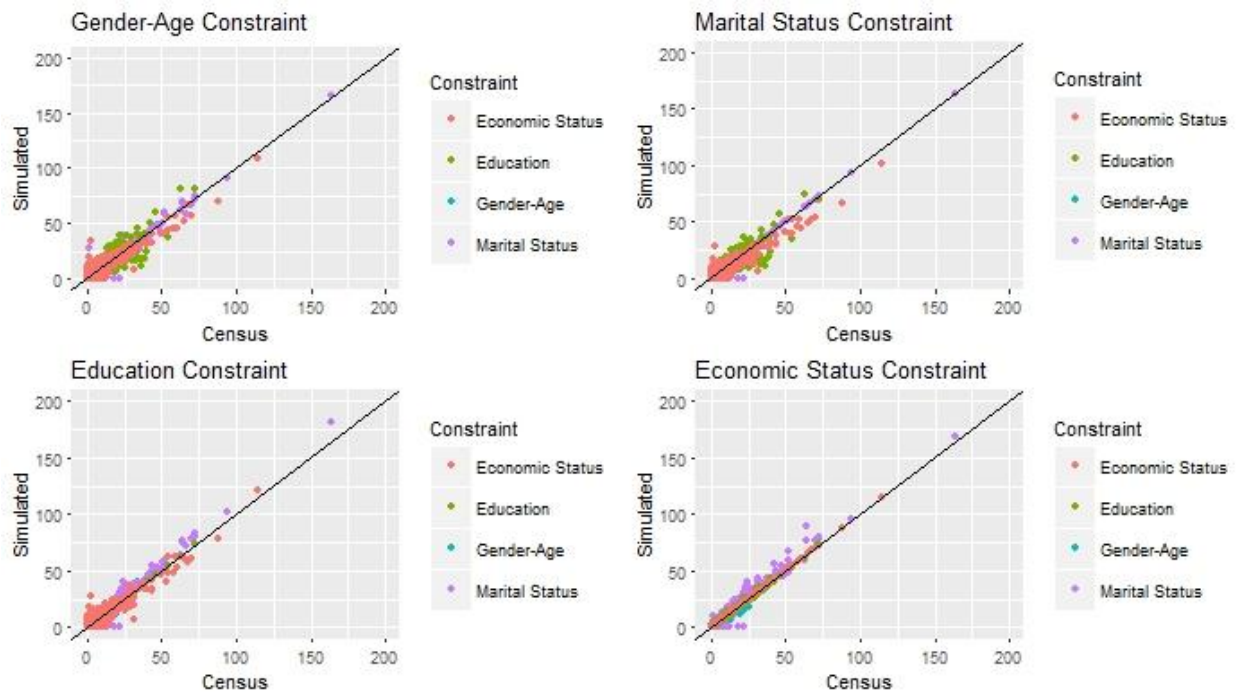 Gender-Age Constraint
200
150
100
50
0
Simulated
0 50 100 150 200
Census
Constraint
Economic Status
Education
Gender-Age
Marital Status
Marital Status Constraint
200
150
100
50
0
Simulated
0 50 100 150 200
Census
Constraint
Economic Status
Education
Gender-Age
Marital Status
Education Constraint
200
150
100
50
0
Simulated
0 50 100 150 200
Census
Constraint
Economic Status
Education
Gender-Age
Marital Status
Economic Status Constraint
200
150
100
50
0
Simulated
0 50 100 150 200
Census
Constraint
Economic Status
Education
Gender-Age
Marital Status